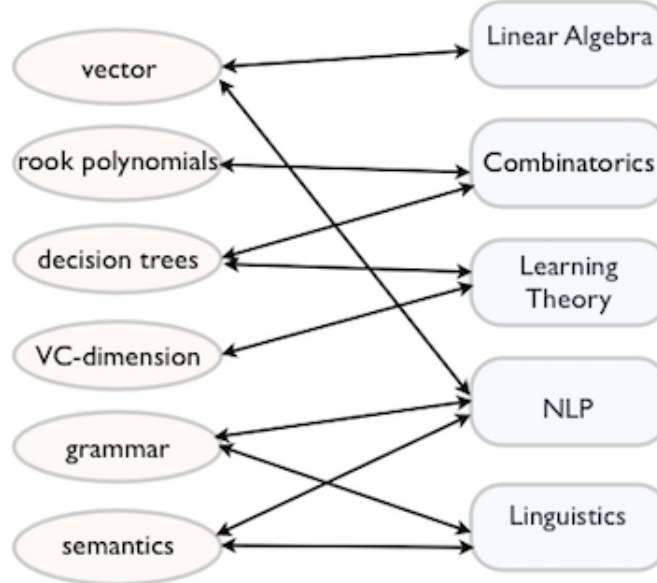 vector
rook polynomials
decision trees
VC-dimension
grammar
semantics
Linear Algebra
Combinatorics
Learning
Theory
NLP
Linguistics